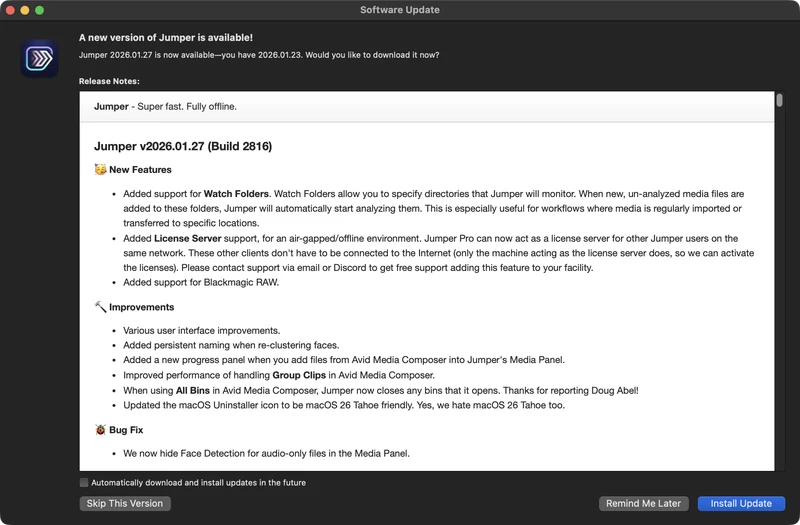 Software Update
A new version of Jumper is available!
Jumper 2026.01.27 is now available—you have 2026.01.23. Would you like to download it now?
Release Notes:
Jumper - Super fast. Fully offline.
Jumper v2026.01.27 (Build 2816)
🥳 New Features
• Added support for Watch Folders. Watch Folders allow you to specify directories that Jumper will monitor. When new, un-analyzed media files are
added to these folders, Jumper will automatically start analyzing them. This is especially useful for workflows where media is regularly imported or
transferred to specific locations.
• Added License Server support, for an air-gapped/offline environment. Jumper Pro can now act as a license server for other Jumper users on the
same network. These other clients don't have to be connected to the Internet (only the machine acting as the license server does, so we can activate
the licenses). Please contact support via email or Discord to get free support adding this feature to your facility.
• Added support for Blackmagic RAW.
🔨 Improvements
• Various user interface improvements.
• Added persistent naming when re-clustering faces.
• Added a new progress panel when you add files from Avid Media Composer into Jumper's Media Panel.
• Improved performance of handling Group Clips in Avid Media Composer.
• When using All Bins in Avid Media Composer, Jumper now closes any bins that it opens. Thanks for reporting Doug Abel!
• Updated the macOS Uninstaller icon to be macOS 26 Tahoe friendly. Yes, we hate macOS 26 Tahoe too.
🐞 Bug Fix
• We now hide Face Detection for audio-only files in the Media Panel.
Automatically download and install updates in the future
Skip This Version
Remind Me Later
Install Update